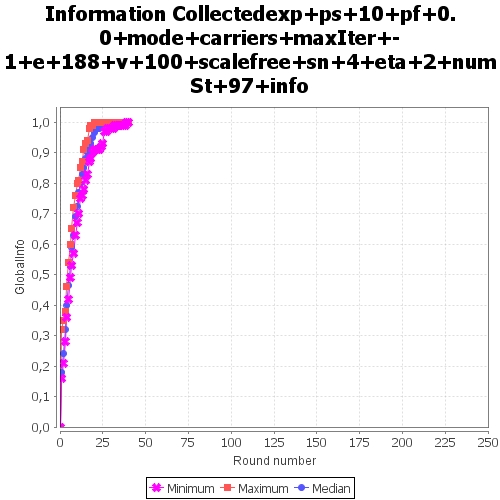 Information Collectedexp+ps+10+pf+0.
0+mode+carriers+maxIter+-
1+e+188+v+100+scalefree+sn+4+eta+2+num
St+97+info
1,0
0,9
0,8
0,7
0,6
0,5
0,4
0,3
0,2
0,1
0,0
GlobalInfo
0 25 50 75 100 125 150 175 200 225 250
Round number
Minimum Maximum Median